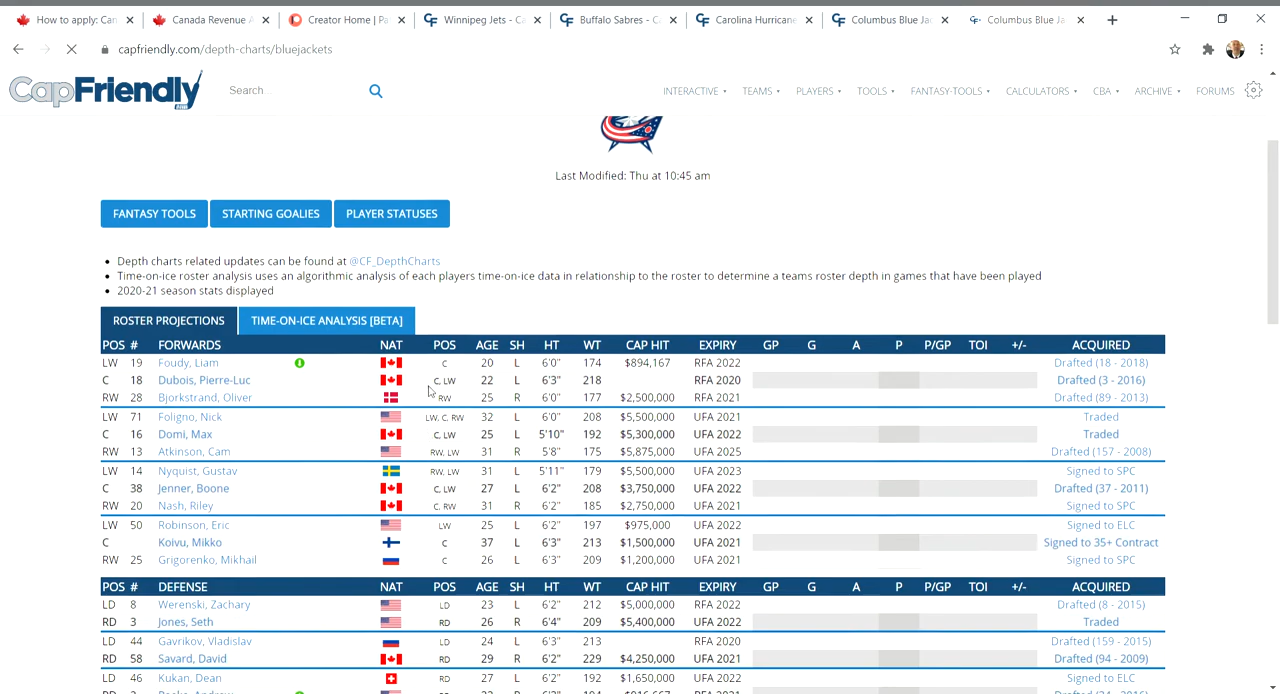 How to apply: Can Canada Revenue A Creator Home | Pa Winnipeg Jets - Ca Buffalo Sabres - C Carolina Hurricane Columbus Blue Jac Columbus Blue Ja
capfriendly.com/depth-charts/bluejackets
CapFriendly Search... INTERACTIVE TEAMS PLAYERS TOOLS FANTASY-TOOLS CALCULATORS CBA ARCHIVE FORUMS
Last Modified: Thu at 10:45 am
FANTASY TOOLS STARTING GOALIES PLAYER STATUSES
• Depth charts related updates can be found at @CF_DepthCharts
• Time-on-ice roster analysis uses an algorithmic analysis of each players time-on-ice data in relationship to the roster to determine a teams roster depth in games that have been played
• 2020-21 season stats displayed
ROSTER PROJECTIONS TIME-ON-ICE ANALYSIS [BETA]
POS # FORWARDS NAT POS AGE SH HT WT CAP HIT EXPIRY GP G A P P/GP TOI +/- ACQUIRED
LW 19 Foudy, Liam C 20 L 6'0" 174 $894,167 RFA 2022 Drafted (18 - 2018)
C 18 Dubois, Pierre-Luc C, LW 22 L 6'3" 218 RFA 2020 Drafted (3 - 2016)
RW 28 Bjorkstrand, Oliver RW 25 R 6'0" 177 $2,500,000 RFA 2021 Drafted (89 - 2013)
LW 71 Foligno, Nick LW, C, RW 32 L 6'0" 208 $5,500,000 UFA 2021 Traded
C 16 Domi, Max C, LW 25 L 5'10" 192 $5,300,000 UFA 2022 Traded
RW 13 Atkinson, Cam RW, LW 31 R 5'8" 175 $5,875,000 UFA 2025 Drafted (157 - 2008)
LW 14 Nyquist, Gustav RW, LW 31 L 5'11" 179 $5,500,000 UFA 2023 Signed to SPC
C 38 Jenner, Boone C, LW 27 L 6'2" 208 $3,750,000 UFA 2022 Drafted (37 - 2011)
RW 20 Nash, Riley C, RW 31 R 6'2" 185 $2,750,000 UFA 2021 Signed to SPC
LW 50 Robinson, Eric LW 25 L 6'2" 197 $975,000 UFA 2022 Signed to ELC
C Koivu, Mikko C 37 L 6'3" 213 $1,500,000 UFA 2021 Signed to 35+ Contract
RW 25 Grigorenko, Mikhail C 26 L 6'3" 209 $1,200,000 UFA 2021 Signed to SPC
POS # DEFENSE NAT POS AGE SH HT WT CAP HIT EXPIRY GP G A P P/GP TOI +/- ACQUIRED
LD 8 Werenski, Zachary LD 23 L 6'2" 212 $5,000,000 RFA 2022 Drafted (8 - 2015)
RD 3 Jones, Seth RD 26 R 6'4" 209 $5,400,000 UFA 2022 Traded
LD 44 Gavrikov, Vladislav LD 24 L 6'3" 213 RFA 2020 Drafted (159 - 2015)
RD 58 Savard, David RD 29 R 6'2" 229 $4,250,000 UFA 2021 Drafted (94 - 2009)
LD 46 Kukan, Dean LD 27 L 6'2" 192 $1,650,000 UFA 2021 Signed to ELC